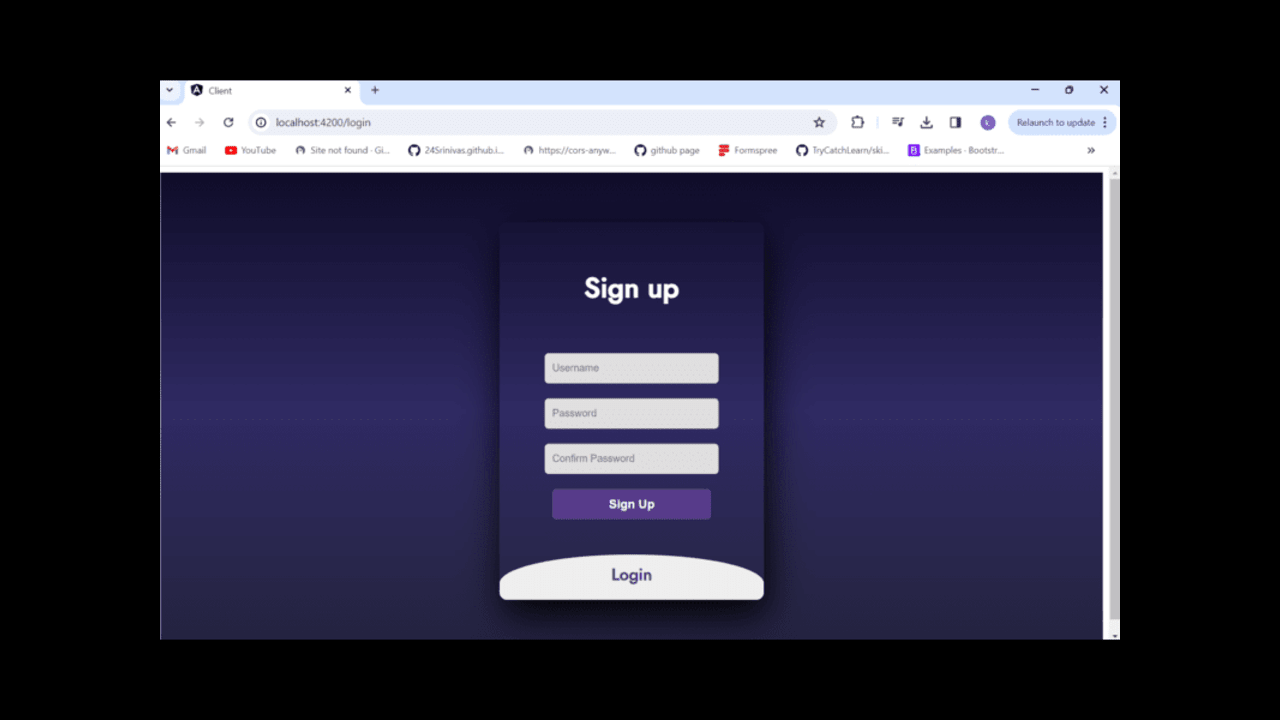 Client
localhost:4200/login
Relaunch to update
Gmail YouTube Site not found · Gi... 24Srinivas.github.i... https://cors-anyw... github page Formspree TryCatchLearn/ski... Examples · Bootstr...
Sign up
Username
Password
Confirm Password
Sign Up
Login